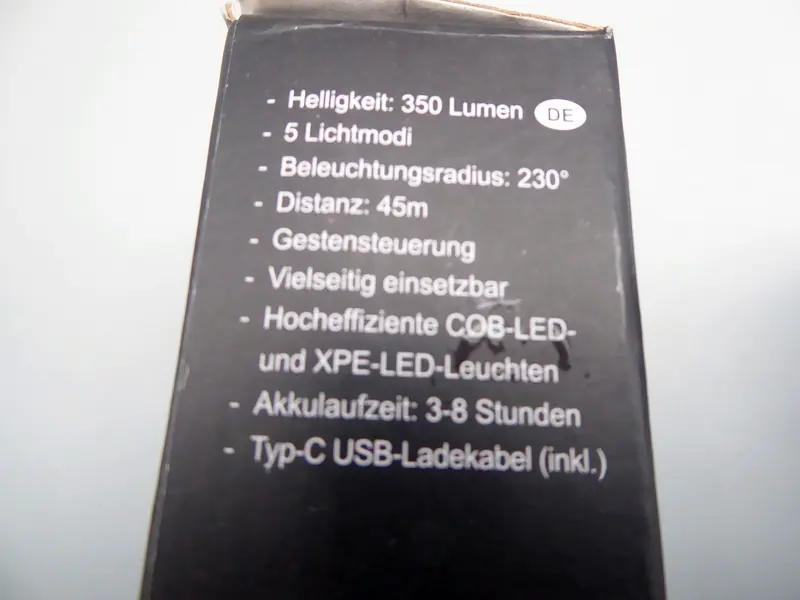 - Helligkeit: 350 Lumen DE
- 5 Lichtmodi
- Beleuchtungsradius: 230°
- Distanz: 45m
- Gestensteuerung
- Vielseitig einsetzbar
- Hocheffiziente COB-LED-
und XPE-LED-Leuchten
- Akkulaufzeit: 3-8 Stunden
- Typ-C USB-Ladekabel (inkl.)